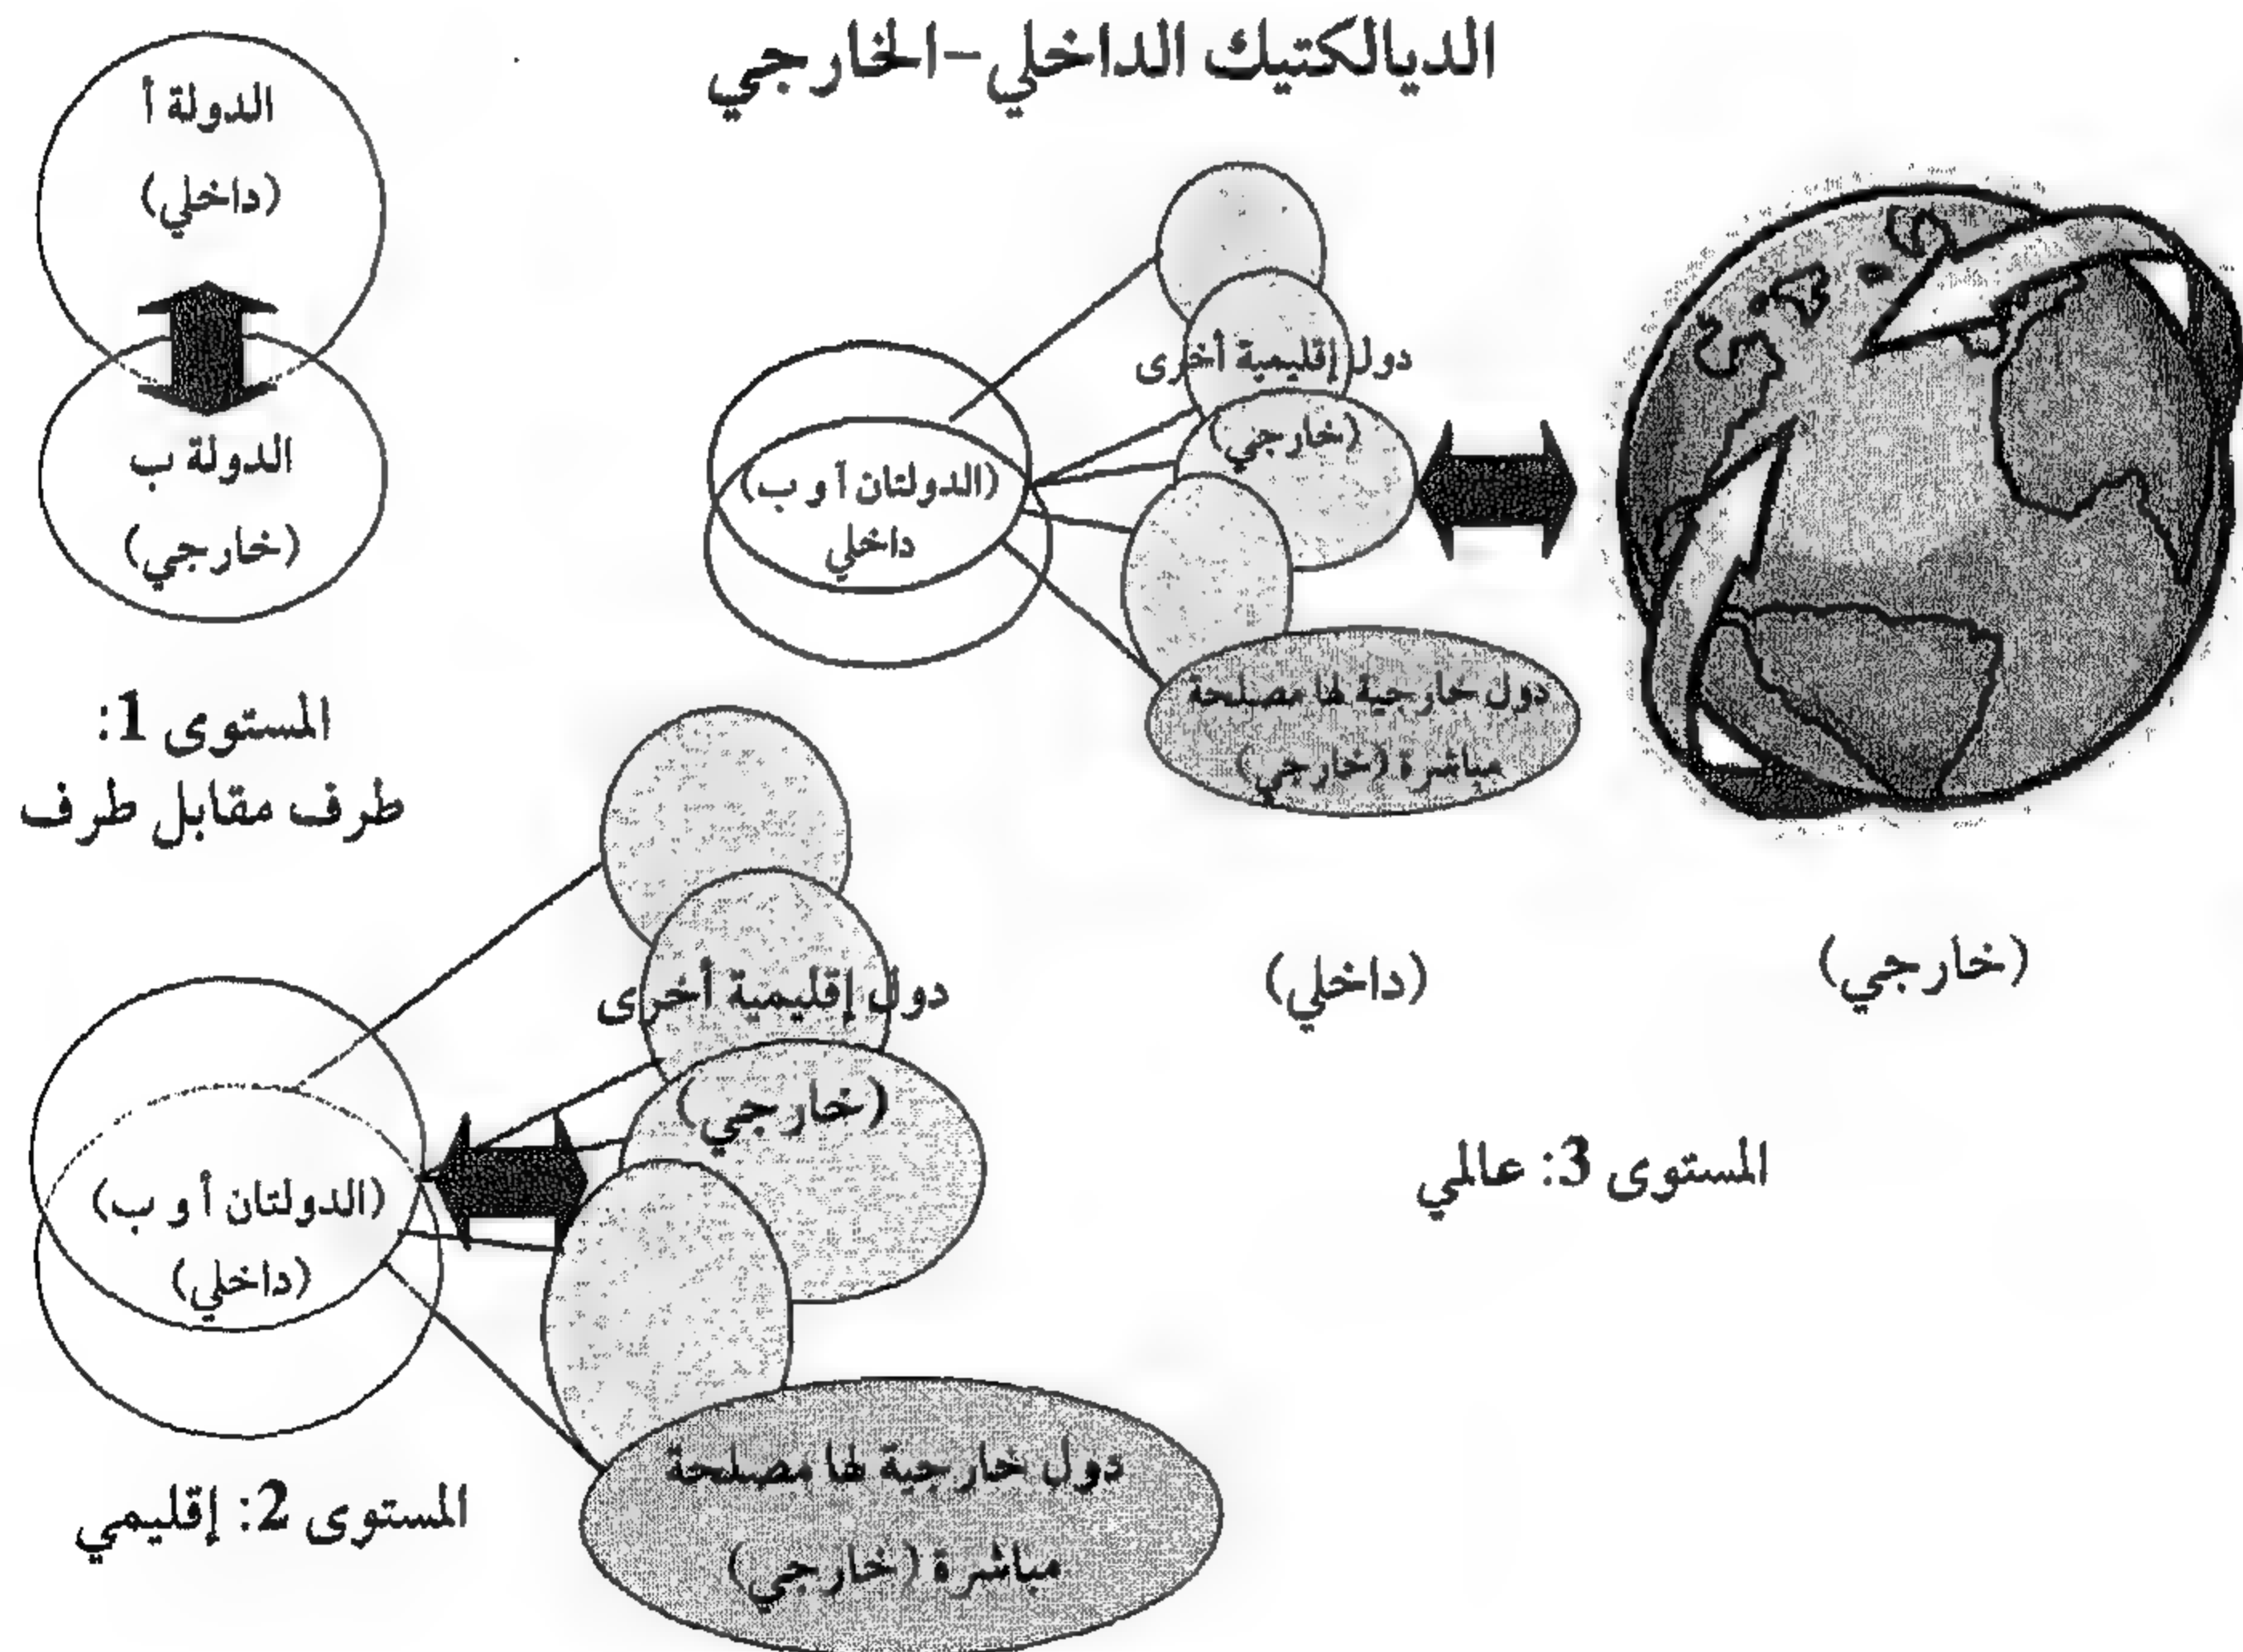 الديالكتيك الداخلي-الخارجي
الدولة أ
(داخلي)
الدولة ب
(خارجي)
المستوى 1:
طرف مقابل طرف
دول إقليمية أخرى
(خارجي)
(الدولتان أ و ب)
داخلي
دول خارجية لها مصلحة
مباشرة (خارجي)
(داخلي)
(خارجي)
المستوى 3: عالمي
دول إقليمية أخرى
(خارجي)
(الدولتان أ و ب)
(داخلي)
دول خارجية لها مصلحة
مباشرة (خارجي)
المستوى 2: إقليمي